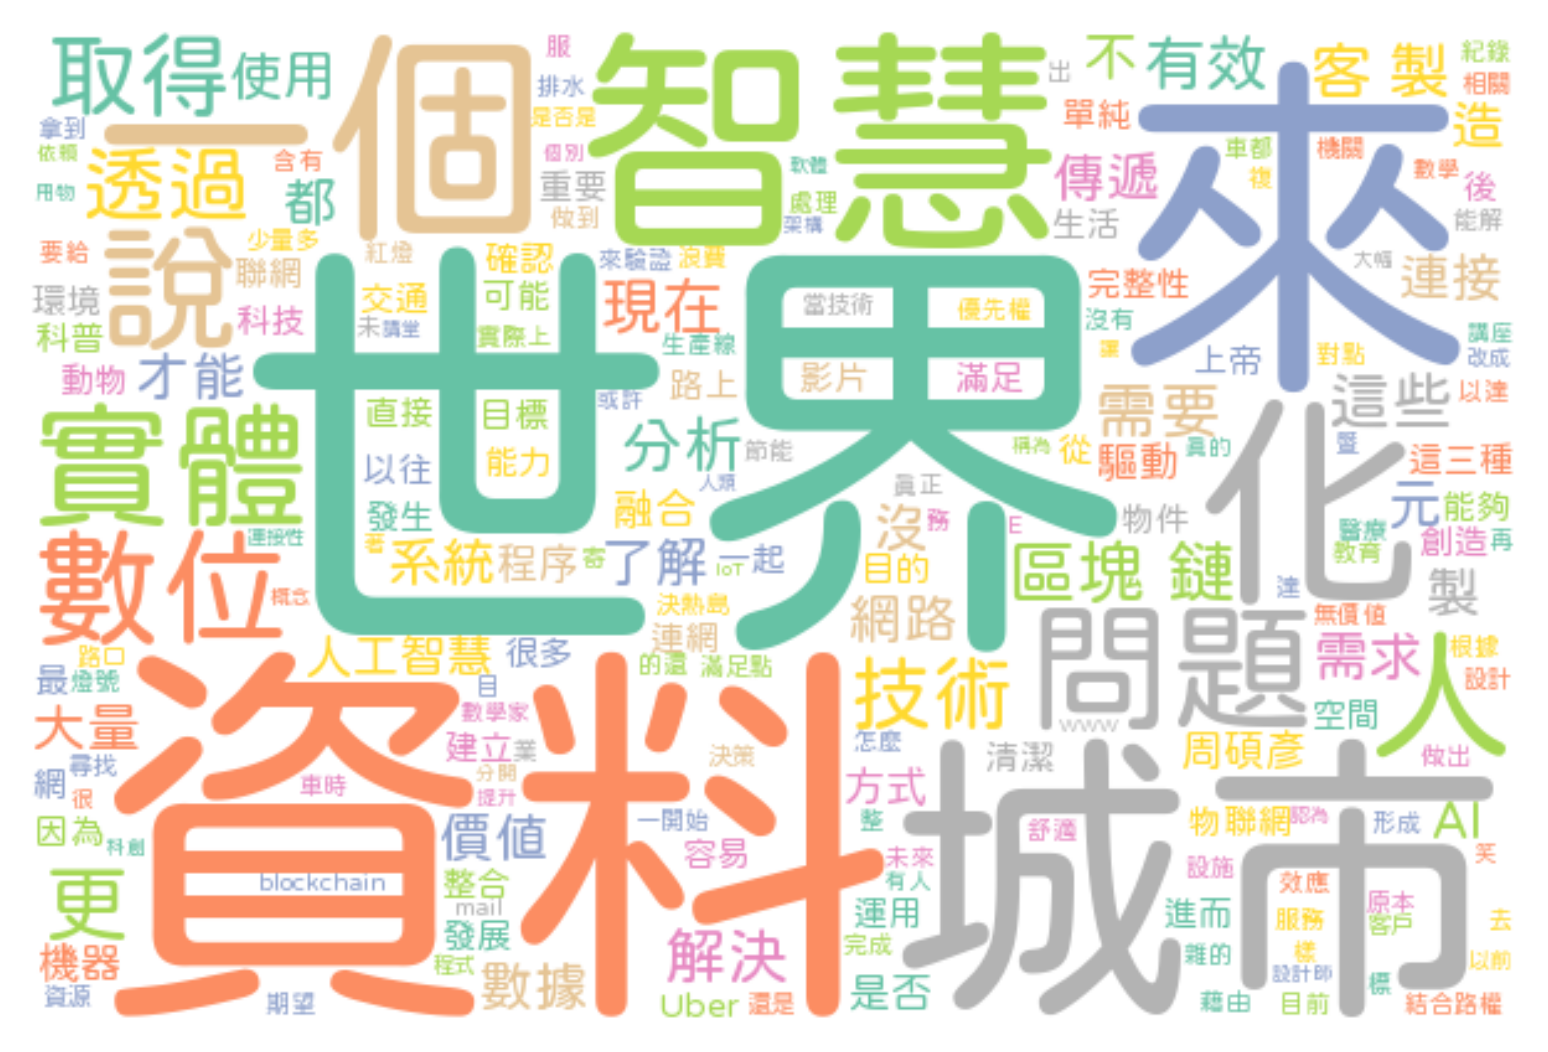 取得 使用 服 智慧 出 不 有效 客 製 紀錄
拿到 一個 排水 單純 來 相關
依賴 透過 含有 是否是 傳遞 車都 機關 造
用物 都 個別 軟體 複 數學 後
重要 處理 生活 能解
做到 架構
要給 說 少量多 紅燈 確認 來驗證 浪費 大幅
環境 聯網 交通 可能 現在 當技術 優先權 完整性 連接
科普 科技 未 講堂 實際上 生產線 沒有 講座
動物 才能 世界 路上 影片 滿足 讓 上帝 對點 改成
直接 目標 或許 需要 這些 以達
實體 以往 能力 分析 節能 稱為 從 驅動 真的 暨 這三種
發生 融合 人類 真正 化 元 能夠
連接性 沒 務 E 物件 醫療 創造 再
數位 著 系統 程序 寄 了解 IoT 一起 目的 區塊 鏈 教育
概念 決熱島 網路 達 製
路口 人工智慧 很多 連網 問題 無價值 根據
最 燈號 目 的還 滿足點 技術 需求 人 設計
大量 數學家 www 空間
尋找 建立 業 決策 怎麼 清潔 周碩彥 做出
網 很 車時 分開 方式 城市
資料 提升
因為 科創 價值 一開始 整 舒適 物聯網 認為 形成 AI
更 blockchain 整合 容易 未來 設施 笑
mail 有人 效應
發展 運用 進而 服務 原本 客戶 去
機器 程式 解決 完成 雜的 樣 以前
資源 期望 數據 Uber 還是 是否 設計師 標
藉由 目前 結合路權